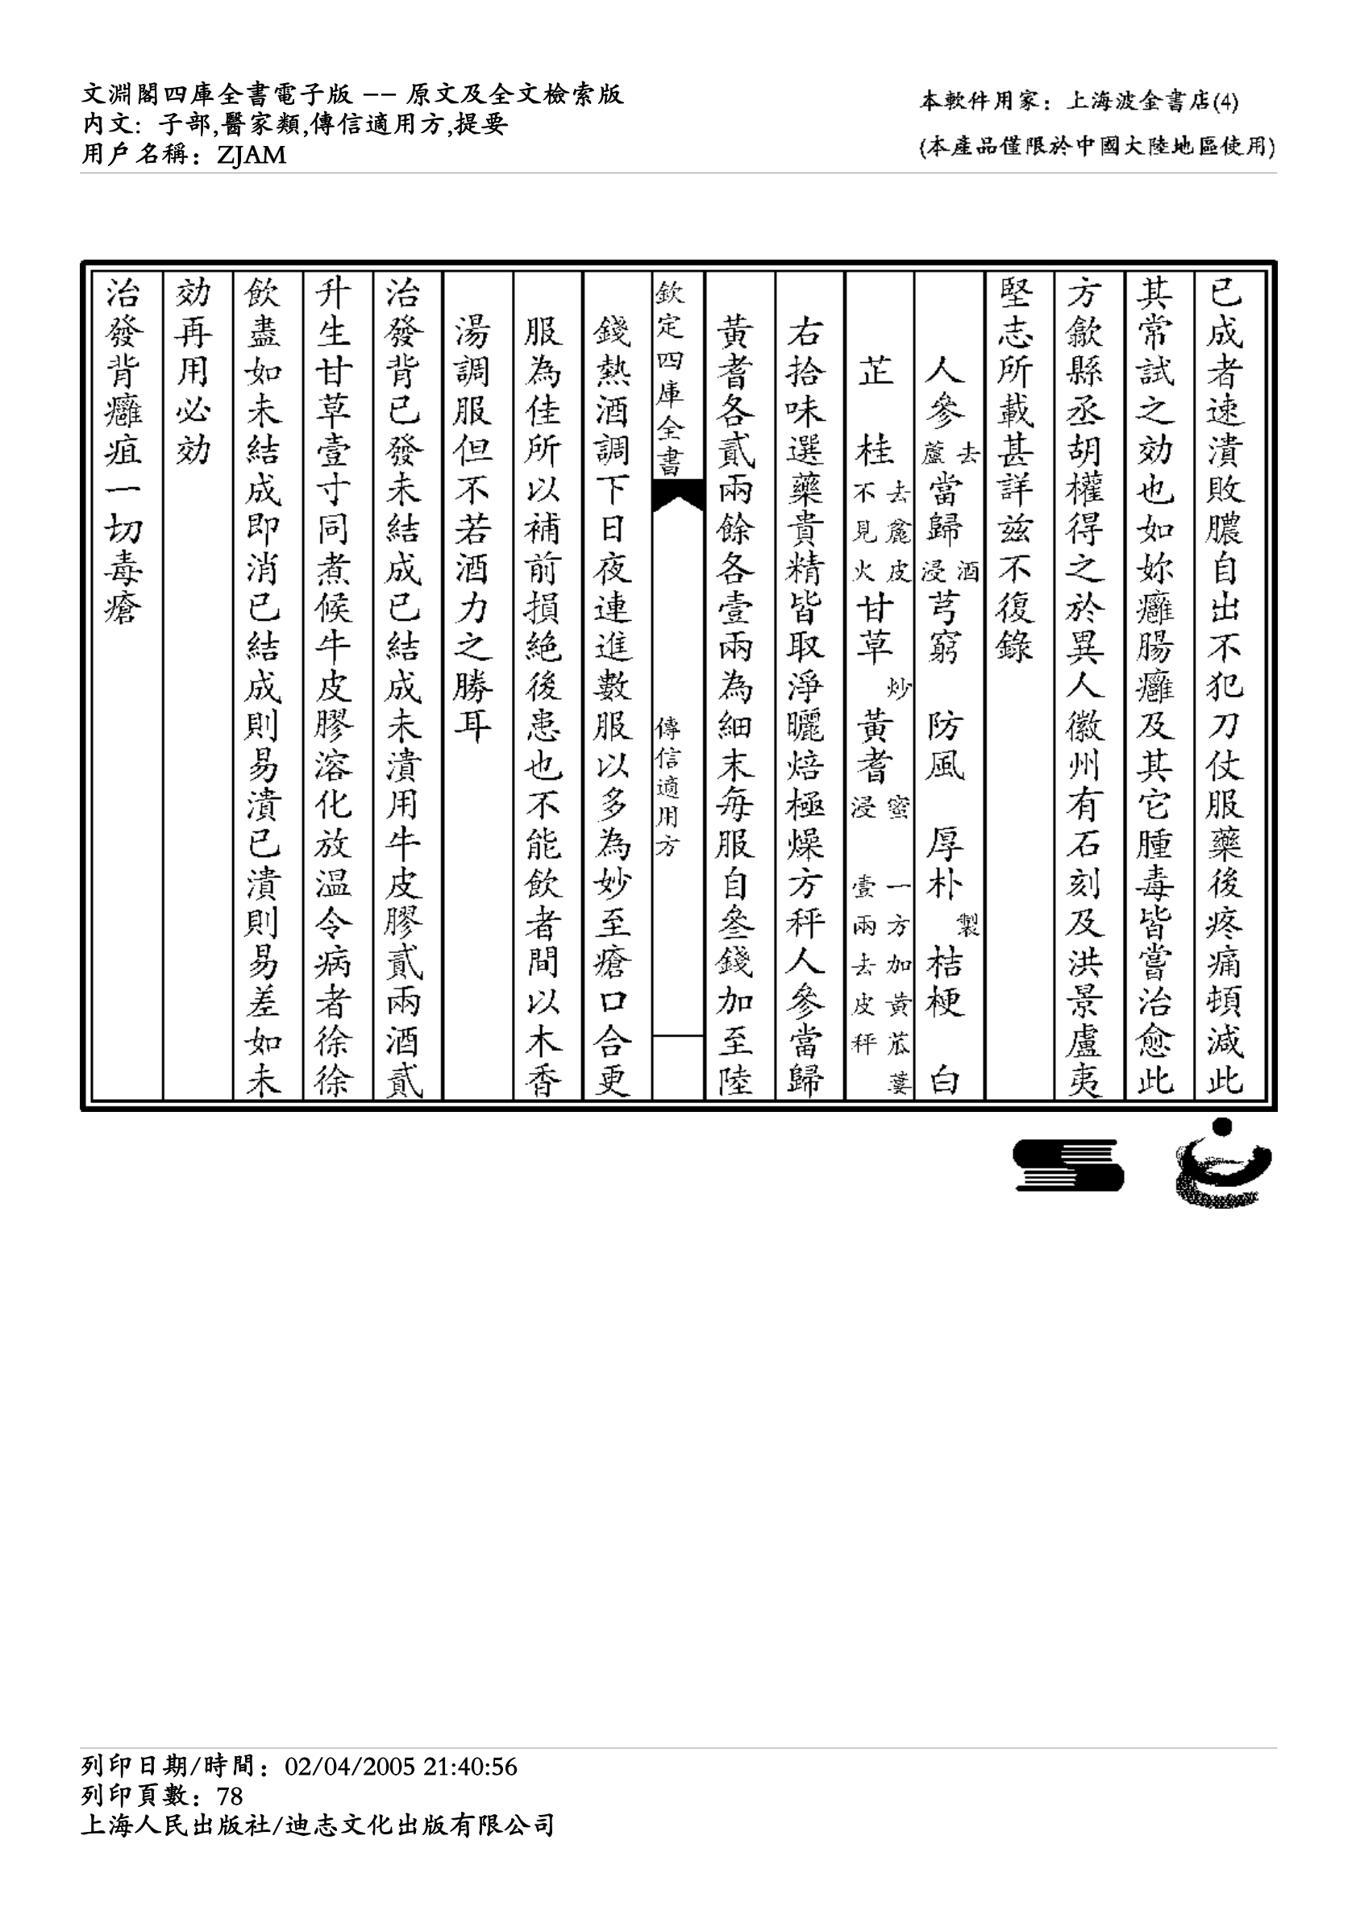 文淵閣四庫全書電子版 -- 原文及全文檢索版
內文: 子部,醫家類,傳信適用方,提要
用戶名稱: ZJAM
本軟件用家: 上海波金書店(4)
(本產品僅限於中國大陸地區使用)
已成者速潰敗膿自出不犯刀仗服藥後疼痛頓減此
其常試之効也如妳癰腸癰及其它腫毒皆嘗治愈此
方歙縣丞胡權得之於異人徽州有石刻及洪景盧夷
堅志所載甚詳茲不復錄
人參去蘆當歸酒浸芎窮 防風 厚朴製桔梗 白
芷 桂去麄皮不見火甘草炒黃耆蜜浸 一方加黃苽蔞壹兩去皮秤
右拾味選藥貴精皆取淨曬焙極燥方秤人參當歸
黃耆各貳兩餘各壹兩為細末每服自叄錢加至陸
欽定四庫全書 傳信適用方
錢熱酒調下日夜連進數服以多為妙至瘡口合更
服為佳所以補前損絕後患也不能飲者間以木香
湯調服但不若酒力之勝耳
治發背已發未結成已結成未潰用牛皮膠貳兩酒貳
升生甘草壹寸同煮候牛皮膠溶化放溫令病者徐徐
飲盡如未結成即消已結成則易潰已潰則易差如未
効再用必効
治發背癰疽一切毒瘡
列印日期/時間: 02/04/2005 21:40:56
列印頁數: 78
上海人民出版社/迪志文化出版有限公司